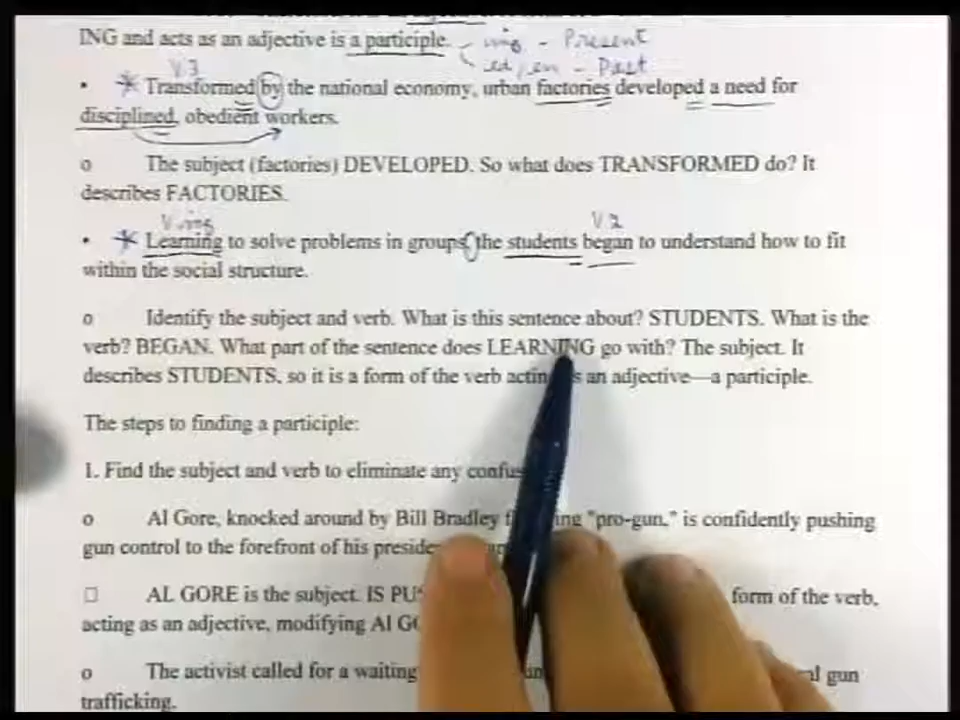 ING and acts as an adjective is a participle. - ing - Present
ed/en - Past
V3
• * Transformed by the national economy, urban factories developed a need for
disciplined, obedient workers.
o The subject (factories) DEVELOPED. So what does TRANSFORMED do? It
describes FACTORIES.
V-ing V2
• * Learning to solve problems in groups, the students began to understand how to fit
within the social structure.
o Identify the subject and verb. What is this sentence about? STUDENTS. What is the
verb? BEGAN. What part of the sentence does LEARNING go with? The subject. It
describes STUDENTS, so it is a form of the verb acting as an adjective—a participle.
The steps to finding a participle:
1. Find the subject and verb to eliminate any confus
o Al Gore, knocked around by Bill Bradley f ing "pro-gun," is confidently pushing
gun control to the forefront of his preside
□ AL GORE is the subject. IS PU form of the verb,
acting as an adjective, modifying Al G
o The activist called for a waiting gun
trafficking.